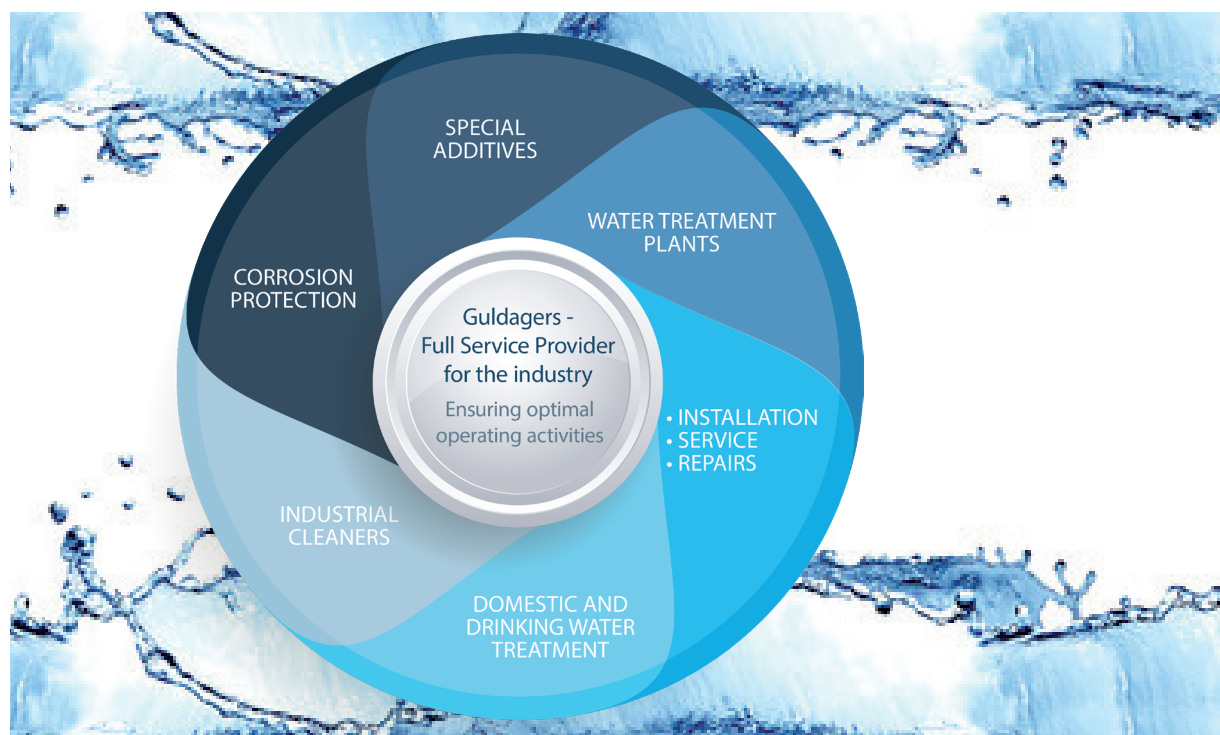 SPECIAL
ADDITIVES
WATER TREATMENT
PLANTS
CORROSION
PROTECTION
Guldagers -
Full Service Provider
for the industry
Ensuring optimal
operating activities
• INSTALLATION
• SERVICE
• REPAIRS
INDUSTRIAL
CLEANERS
DOMESTIC AND
DRINKING WATER
TREATMENT